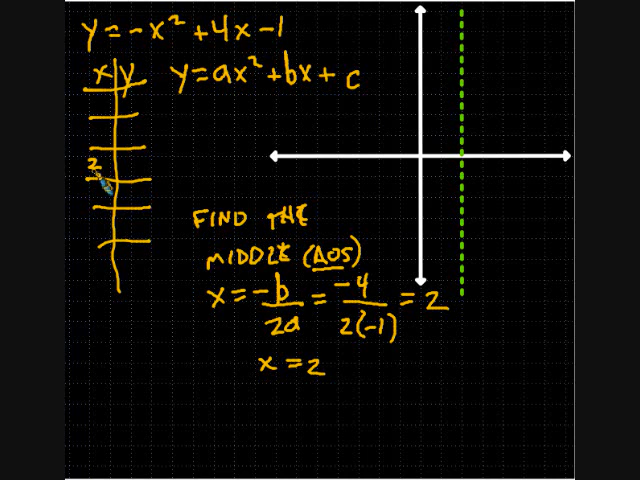 y = -x² + 4x - 1
x y
y = ax² + bx + c
2
FIND THE
MIDDLE (AOS)
x = -b/2a = -4/2(-1) = 2
x = 2